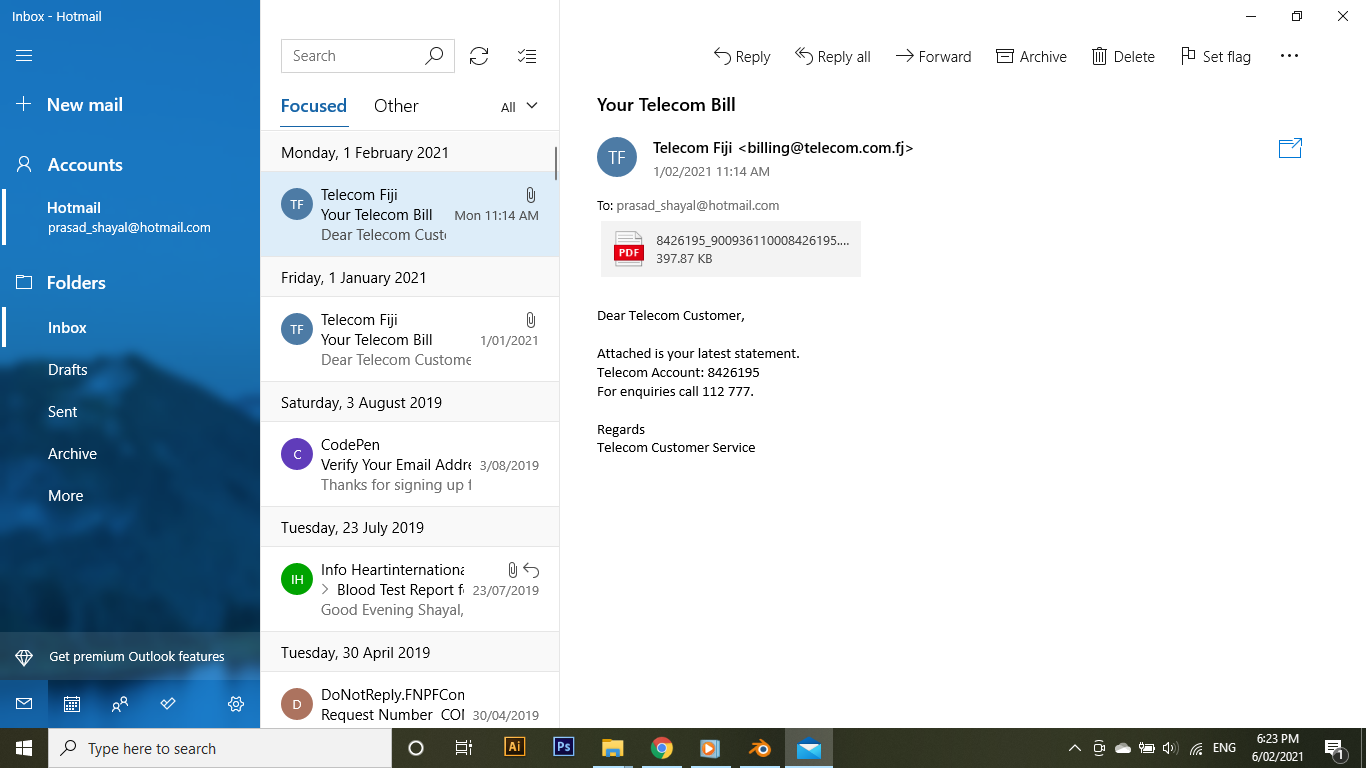 Inbox - Hotmail
New mail
Accounts
Hotmail
prasad_shayal@hotmail.com
Folders
Inbox
Drafts
Sent
Archive
More
Get premium Outlook features
Search
Focused Other All
Monday, 1 February 2021
TF Telecom Fiji
Your Telecom Bill Mon 11:14 AM
Dear Telecom Custo
Friday, 1 January 2021
TF Telecom Fiji
Your Telecom Bill 1/01/2021
Dear Telecom Custome
Saturday, 3 August 2019
C CodePen
Verify Your Email Addre 3/08/2019
Thanks for signing up f
Tuesday, 23 July 2019
IH Info Heartinternationa
Blood Test Report fo 23/07/2019
Good Evening Shayal,
Tuesday, 30 April 2019
D DoNotReply.FNPFCom
Request Number COI 30/04/2019
Reply Reply all Forward Archive Delete Set flag
Your Telecom Bill
TF Telecom Fiji <billing@telecom.com.fj>
1/02/2021 11:14 AM
To: prasad_shayal@hotmail.com
PDF 8426195_900936110008426195....
397.87 KB
Dear Telecom Customer,
Attached is your latest statement.
Telecom Account: 8426195
For enquiries call 112 777.
Regards
Telecom Customer Service
Type here to search
Ai
Ps
ENG
6:23 PM
6/02/2021
1